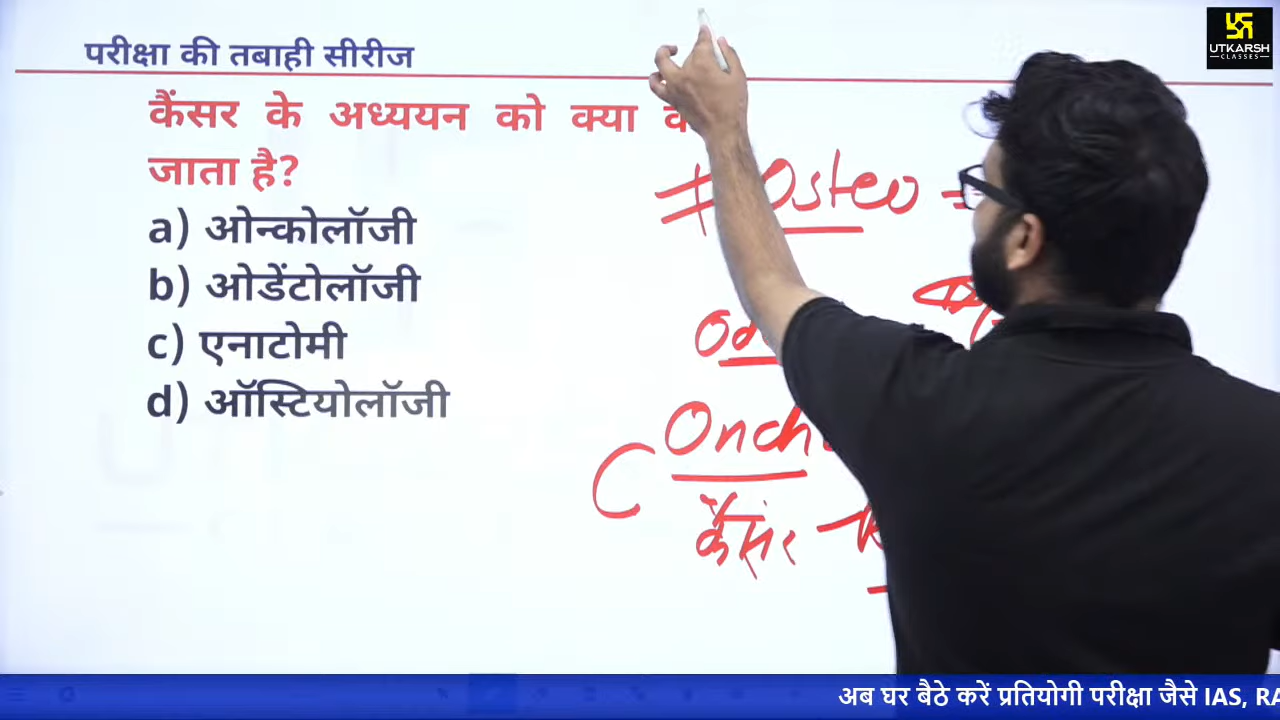 परीक्षा की तबाही सीरीज
UTKARSH
CLASSES
कैंसर के अध्ययन को क्या
जाता है?
a) ओन्कोलॉजी
b) ओडेंटोलॉजी
c) एनाटोमी
d) ऑस्टियोलॉजी
# Osteo
Onch
कैंसर
अब घर बैठे करें प्रतियोगी परीक्षा जैसे IAS,